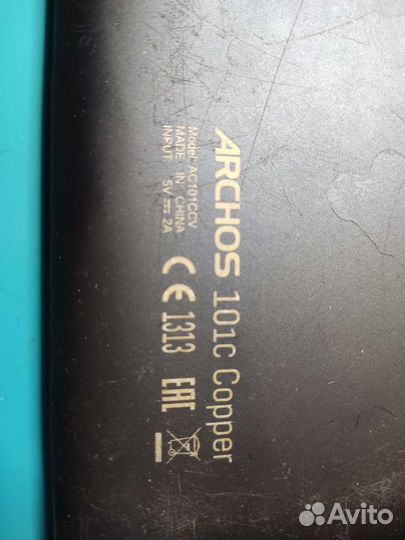 ARCHOS 101c Copper
Model: AC101CCV
MADE IN CHINA
INPUT: 5V 2A
CE 1313 EAC
Avito